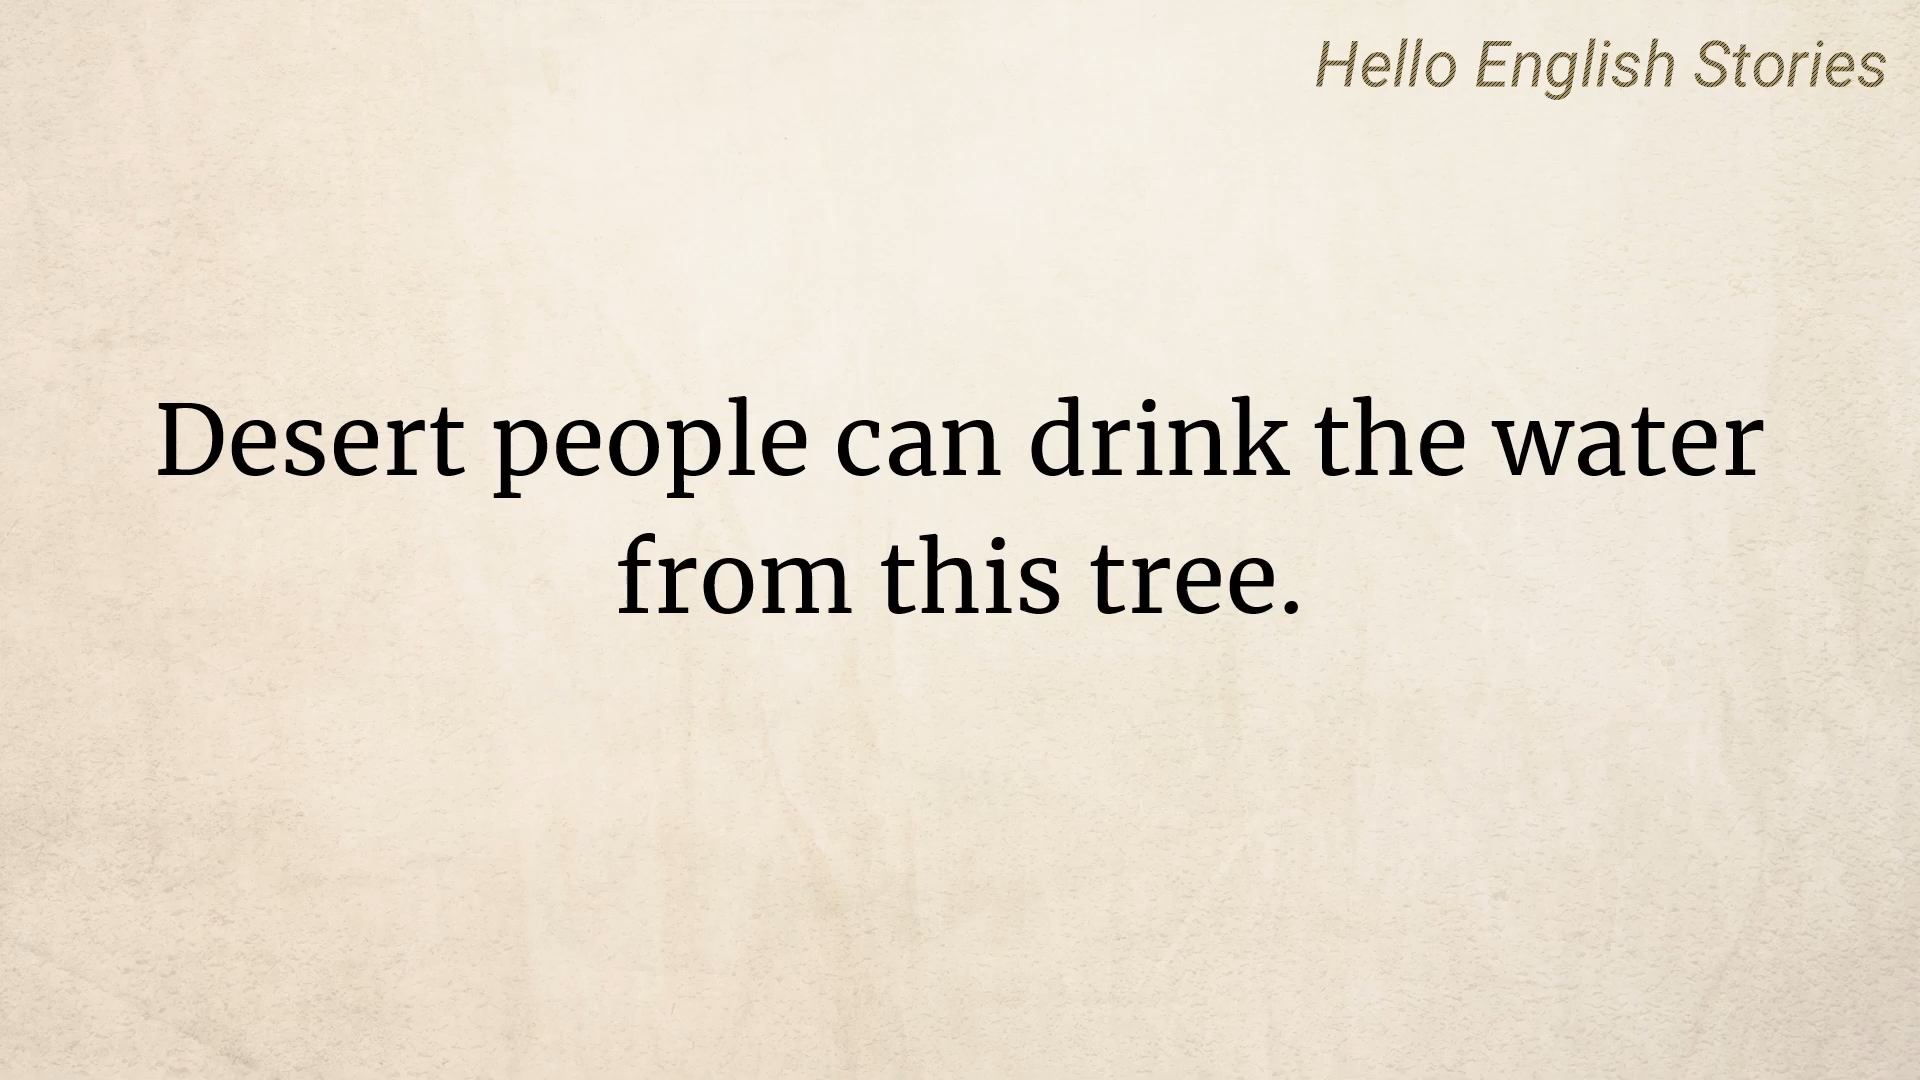 Hello English Stories
Desert people can drink the water
from this tree.